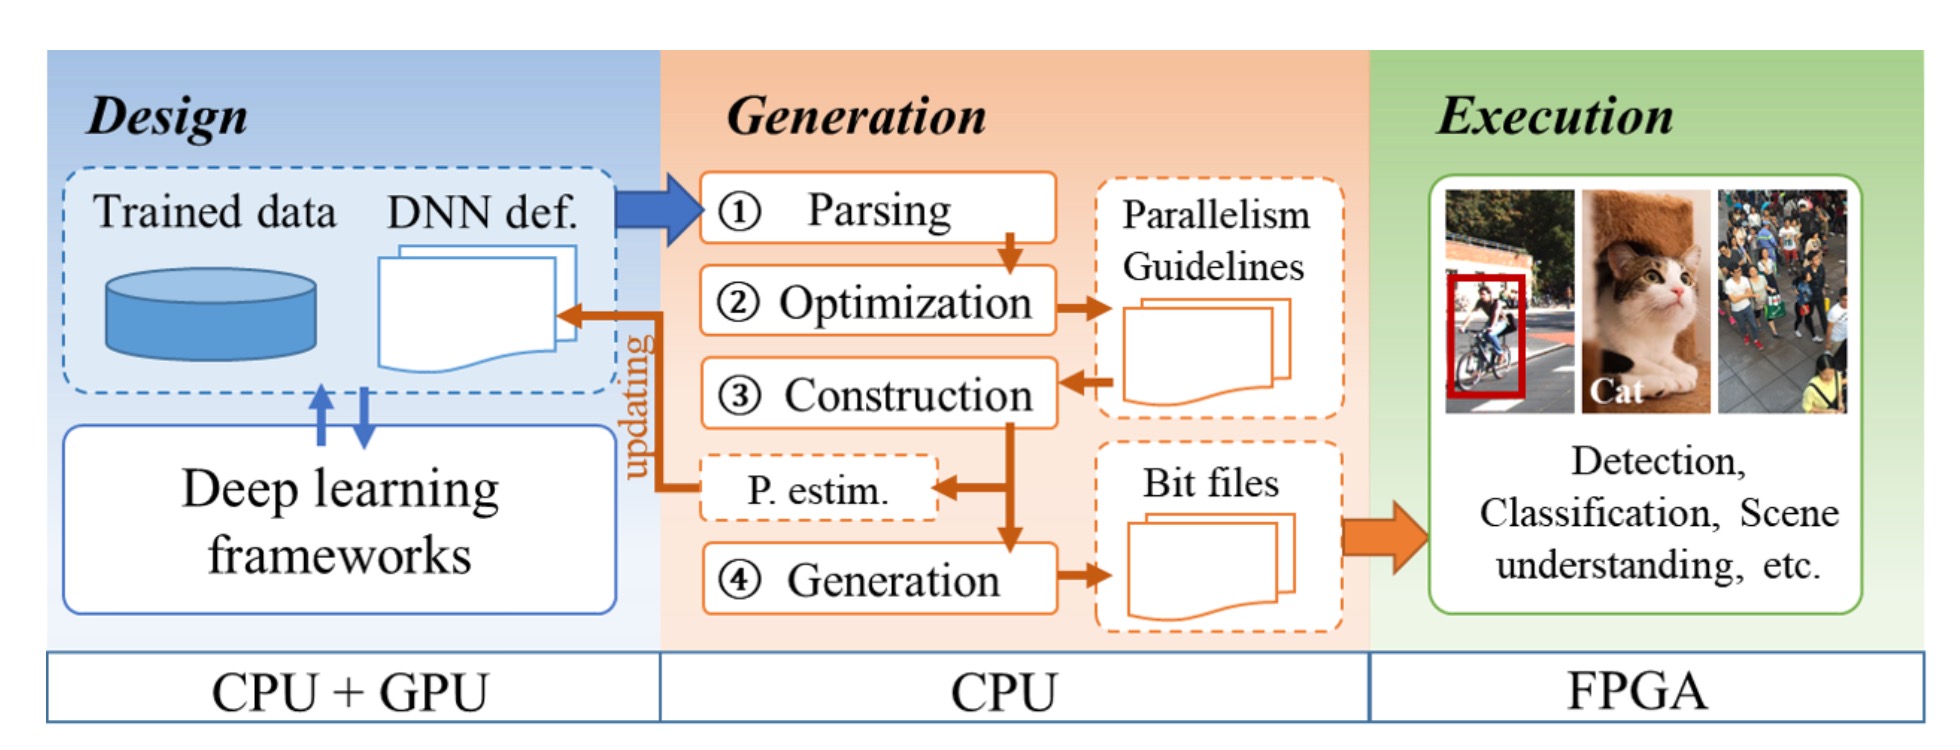 Design
Trained data
DNN def.
Deep learning
frameworks
updating
Generation
① Parsing
② Optimization
③ Construction
P. estim.
④ Generation
Parallelism
Guidelines
Bit files
Execution
Cat
Detection,
Classification, Scene
understanding, etc.
CPU + GPU
CPU
FPGA